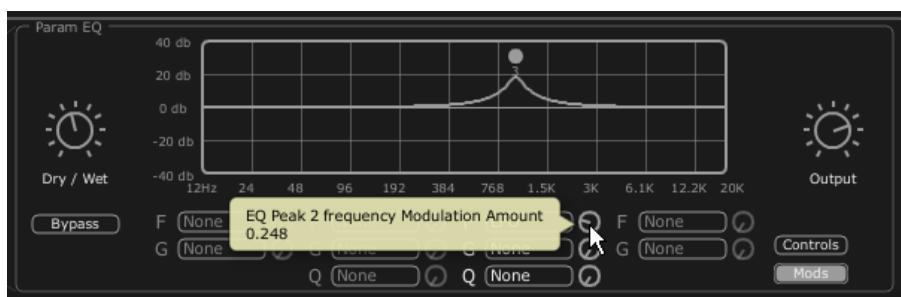 Param EQ
40 db
20 db
0 db
-20 db
-40 db
3
12Hz 24 48 96 192 384 768 1.5K 3K 6.1K 12.2K 20K
Dry / Wet
Output
Bypass
F None
EQ Peak 2 frequency Modulation Amount
0.248
F None
G None
G
G None
G None
Q None
Q None
Controls
Mods